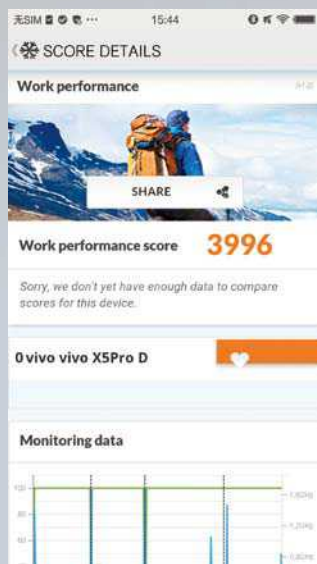 无SIM ... 15:44
SCORE DETAILS
Work performance
SHARE
Work performance score 3996
Sorry, we don't yet have enough data to compare
scores for this device.
0 vivo vivo X5Pro D
Monitoring data
100
80
60